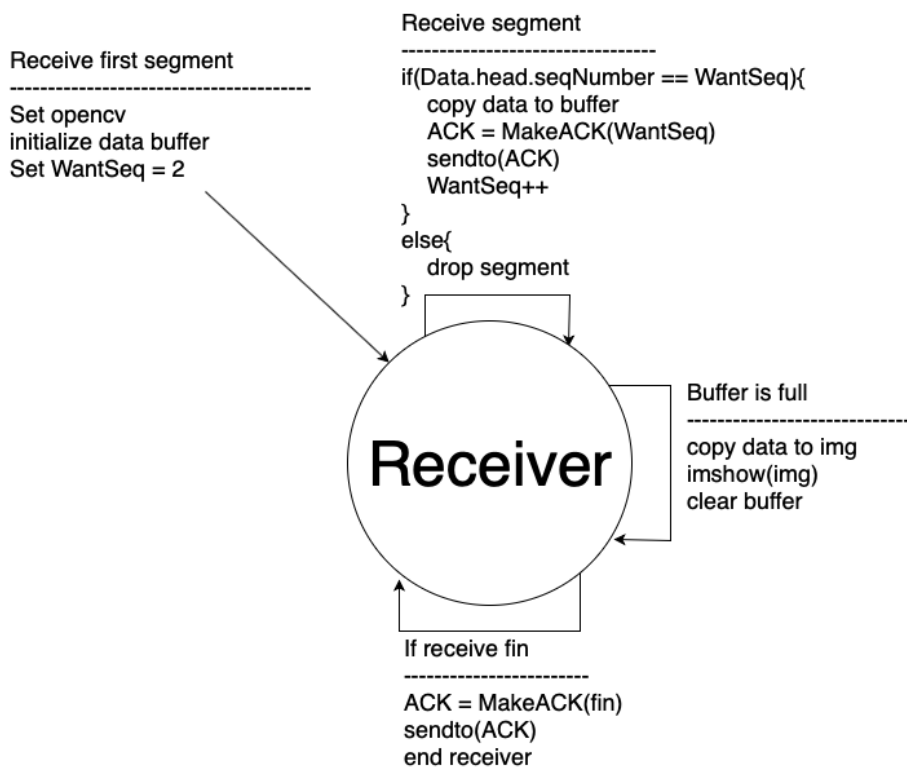 Receive first segment
---------------------------------------
Set opencv
initialize data buffer
Set WantSeq = 2
Receive segment
---------------------------------
if(Data.head.seqNumber == WantSeq){
copy data to buffer
ACK = MakeACK(WantSeq)
sendto(ACK)
WantSeq++
}
else{
drop segment
}
Receiver
Buffer is full
-----------------------------
copy data to img
imshow(img)
clear buffer
If receive fin
------------------------
ACK = MakeACK(fin)
sendto(ACK)
end receiver